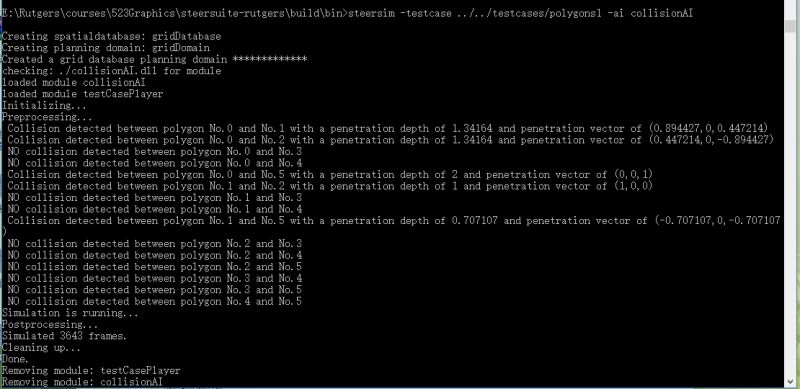 E:\Rutgers\courses\523Graphics\steersuite-rutgers\build\bin>steersim -testcase ../../testcases/polygons1 -ai collisionAI
Creating spatialdatabase: gridDatabase
Creating planning domain: gridDomain
Created a grid database planning domain *************
checking: ./collisionAI.dll for module
loaded module collisionAI
loaded module testCasePlayer
Initializing...
Preprocessing...
Collision detected between polygon No.0 and No.1 with a penetration depth of 1.34164 and penetration vector of (0.894427,0,0.447214)
Collision detected between polygon No.0 and No.2 with a penetration depth of 1.34164 and penetration vector of (0.447214,0,-0.894427)
NO collision detected between polygon No.0 and No.3
NO collision detected between polygon No.0 and No.4
Collision detected between polygon No.0 and No.5 with a penetration depth of 2 and penetration vector of (0,0,1)
Collision detected between polygon No.1 and No.2 with a penetration depth of 1 and penetration vector of (1,0,0)
NO collision detected between polygon No.1 and No.3
NO collision detected between polygon No.1 and No.4
Collision detected between polygon No.1 and No.5 with a penetration depth of 0.707107 and penetration vector of (-0.707107,0,-0.707107
)
NO collision detected between polygon No.2 and No.3
NO collision detected between polygon No.2 and No.4
NO collision detected between polygon No.2 and No.5
NO collision detected between polygon No.3 and No.4
NO collision detected between polygon No.3 and No.5
NO collision detected between polygon No.4 and No.5
Simulation is running...
Postprocessing...
Simulated 3643 frames.
Cleaning up...
Done.
Removing module: testCasePlayer
Removing module: collisionAI